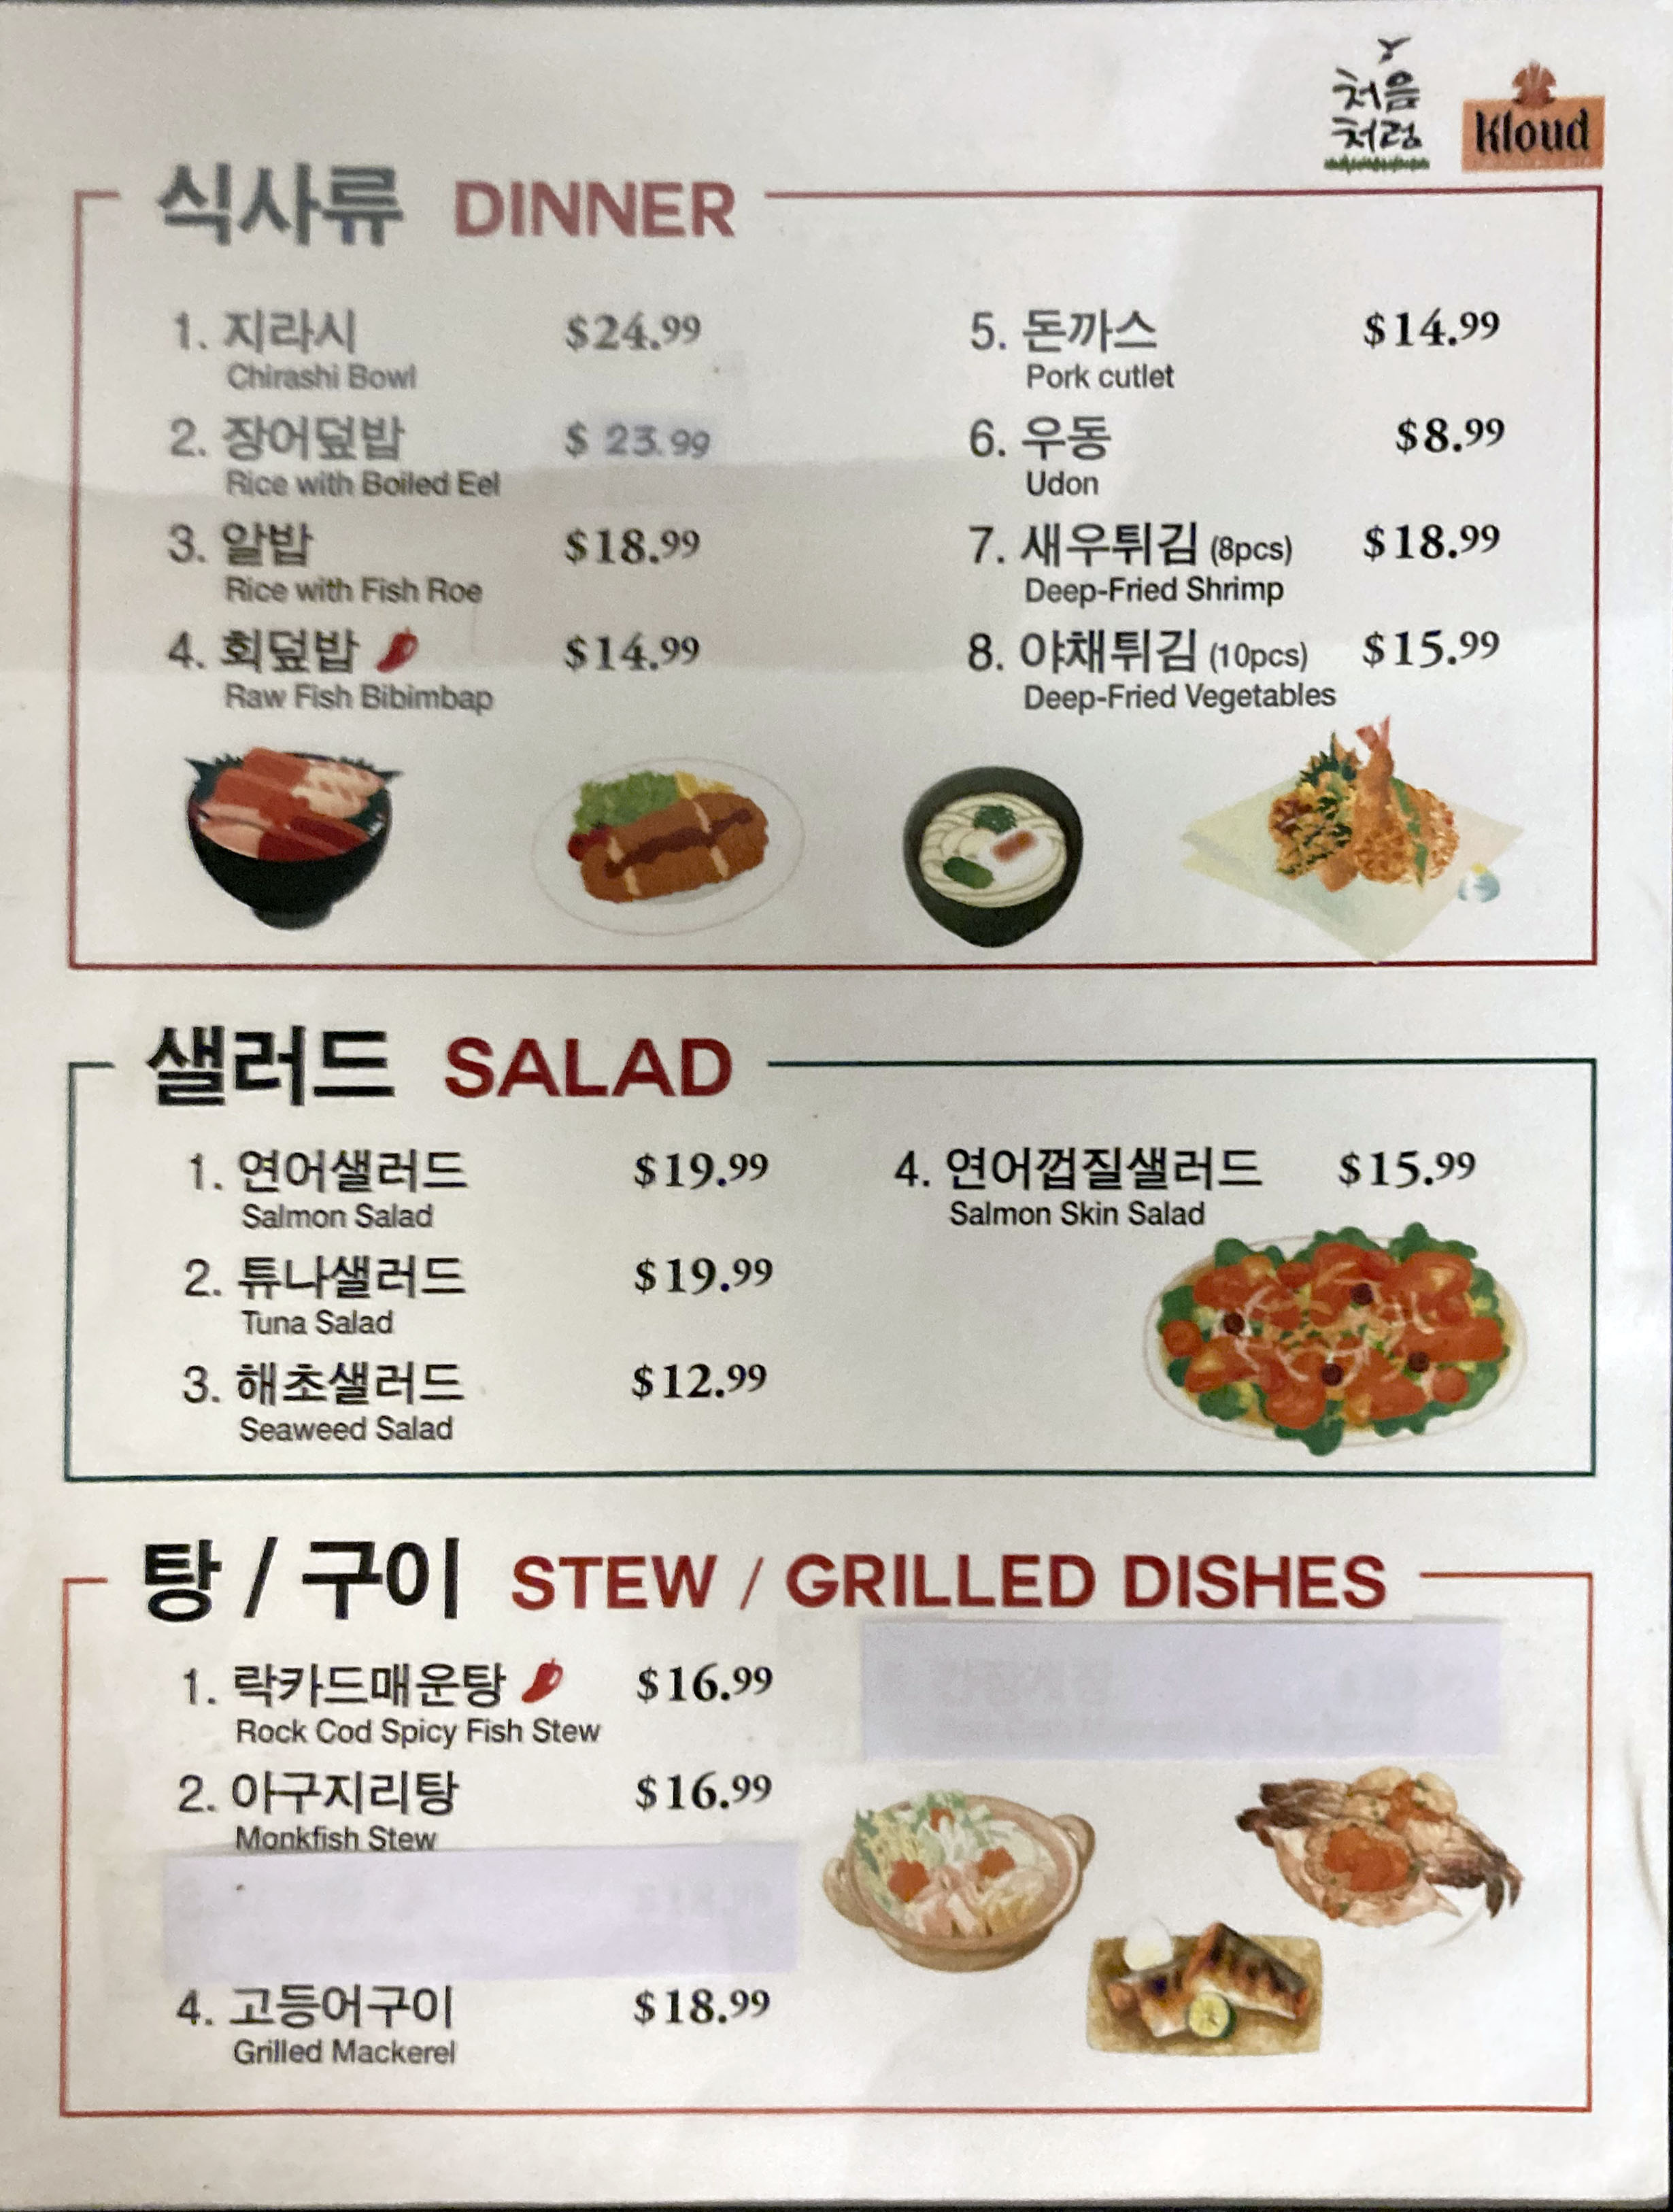 처음
처럼
Kloud
식사류 DINNER
1. 지라시 $24.99
Chirashi Bowl
2. 장어덮밥 $ 23.99
Rice with Boiled Eel
3. 알밥 $18.99
Rice with Fish Roe
4. 회덮밥 $14.99
Raw Fish Bibimbap
5. 돈까스 $14.99
Pork cutlet
6. 우동 $8.99
Udon
7. 새우튀김 (8pcs) $18.99
Deep-Fried Shrimp
8. 야채튀김 (10pcs) $15.99
Deep-Fried Vegetables
샐러드 SALAD
1. 연어샐러드 $19.99
Salmon Salad
2. 튜나샐러드 $19.99
Tuna Salad
3. 해초샐러드 $12.99
Seaweed Salad
4. 연어껍질샐러드 $15.99
Salmon Skin Salad
탕 / 구이 STEW / GRILLED DISHES
1. 락카드매운탕 $16.99
Rock Cod Spicy Fish Stew
2. 아구지리탕 $16.99
Monkfish Stew
4. 고등어구이 $18.99
Grilled Mackerel